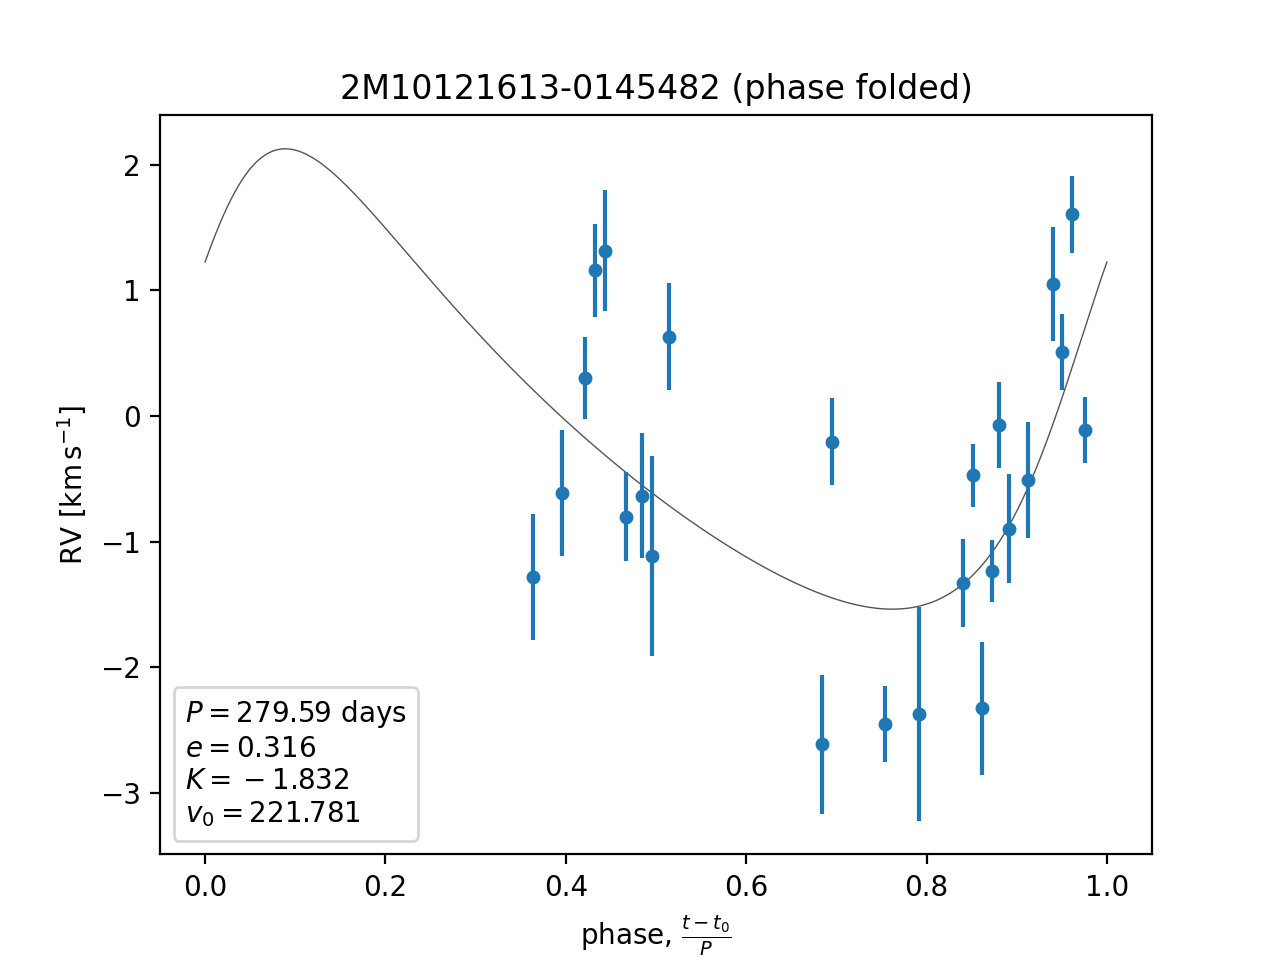 2M10121613-0145482 (phase folded)
RV [km s⁻¹]
2
1
0
−1
−2
−3
P = 279.59 days
e = 0.316
K = −1.832
v₀ = 221.781
0.0 0.2 0.4 0.6 0.8 1.0
phase, (t − t₀)/P